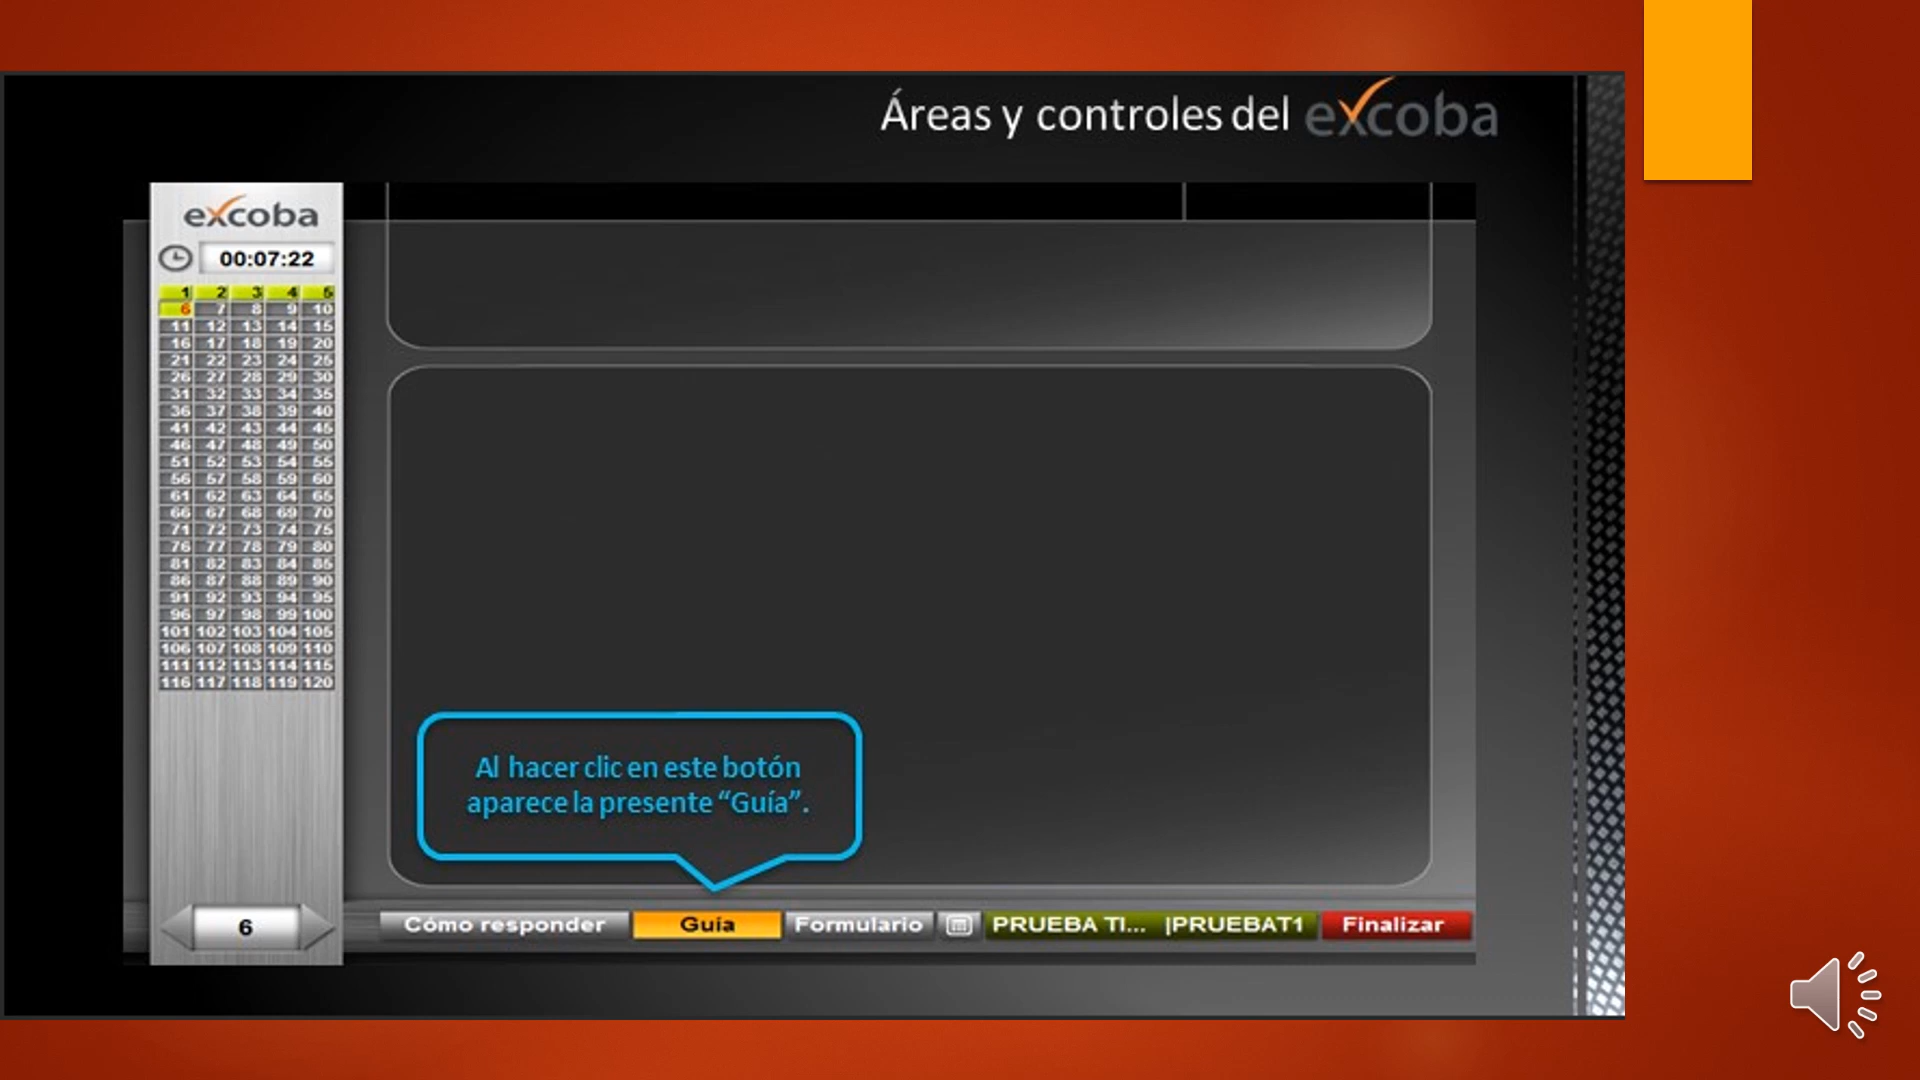 Áreas y controles del excoba
excoba
00:07:22
1 2 3 4 5
6 7 8 9 10
11 12 13 14 15
16 17 18 19 20
21 22 23 24 25
26 27 28 29 30
31 32 33 34 35
36 37 38 39 40
41 42 43 44 45
46 47 48 49 50
51 52 53 54 55
56 57 58 59 60
61 62 63 64 65
66 67 68 69 70
71 72 73 74 75
76 77 78 79 80
81 82 83 84 85
86 87 88 89 90
91 92 93 94 95
96 97 98 99 100
101 102 103 104 105
106 107 108 109 110
111 112 113 114 115
116 117 118 119 120
Al hacer clic en este botón
aparece la presente “Guía”.
6
Cómo responder Guía Formulario PRUEBA TI... |PRUEBAT1 Finalizar